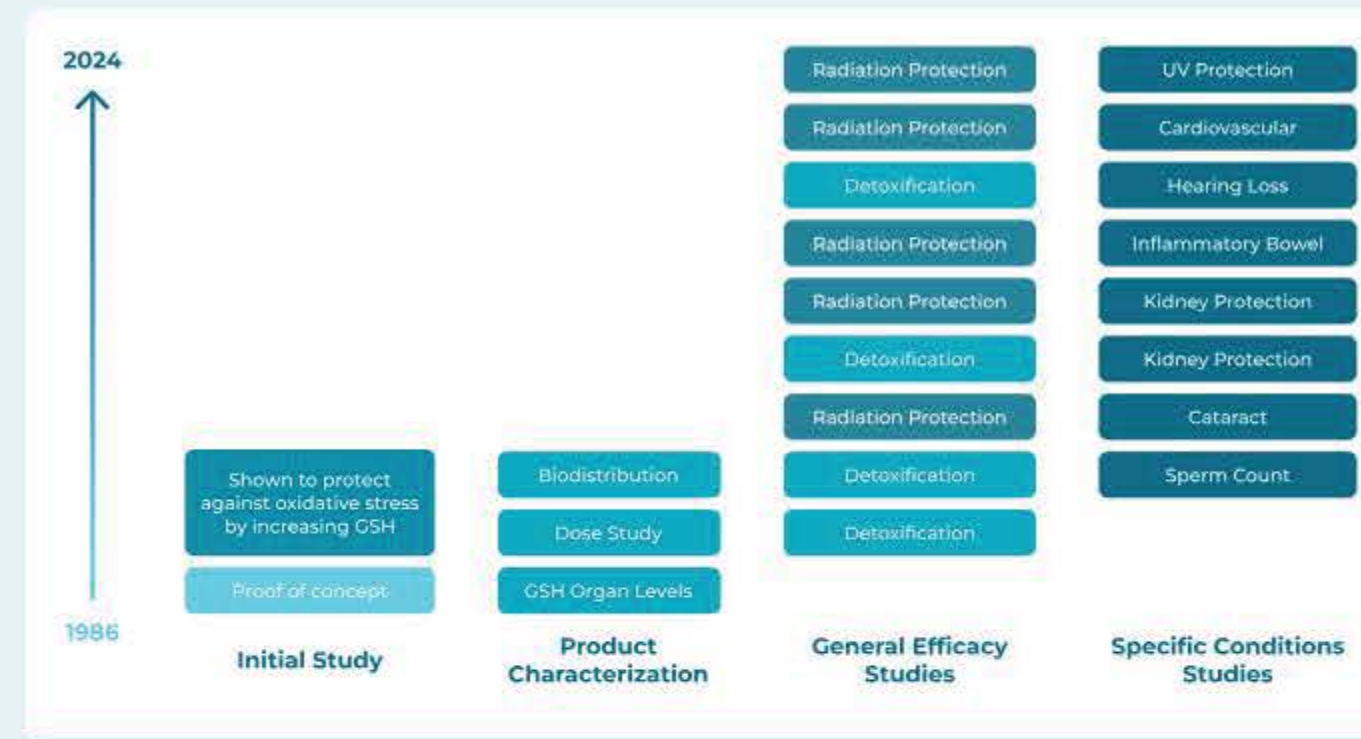 2024
1986
Shown to protect
against oxidative stress
by increasing GSH
Proof of concept
Initial Study
Biodistribution
Dose Study
GSH Organ Levels
Product
Characterization
Radiation Protection
Radiation Protection
Detoxification
Radiation Protection
Radiation Protection
Detoxification
Radiation Protection
Detoxification
Detoxification
General Efficacy
Studies
UV Protection
Cardiovascular
Hearing Loss
Inflammatory Bowel
Kidney Protection
Kidney Protection
Cataract
Sperm Count
Specific Conditions
Studies